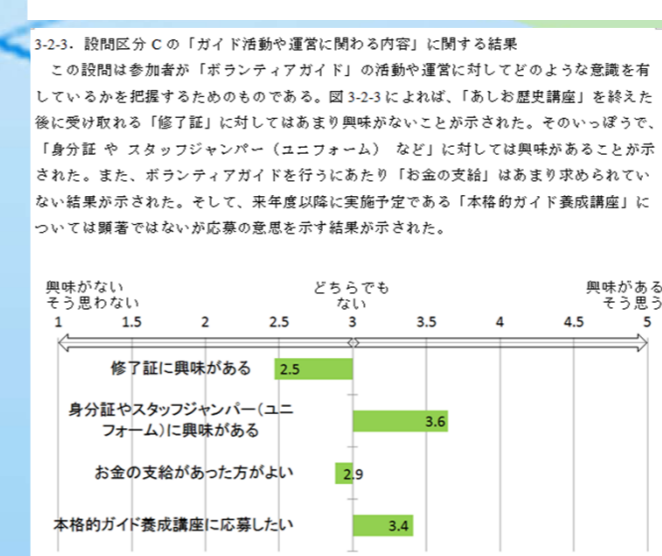 3-2-3．設問区分 C の「ガイド活動や運営に関わる内容」に関する結果
この設問は参加者が「ボランティアガイド」の活動や運営に対してどのような意識を有
しているかを把握するためのものである。図 3-2-3 によれば、「あしお歴史講座」を終えた
後に受け取れる「修了証」に対してはあまり興味がないことが示された。そのいっぽうで、
「身分証 や スタッフジャンパー（ユニフォーム） など」に対しては興味があることが示
された。また、ボランティアガイドを行うにあたり「お金の支給」はあまり求められてい
ない結果が示された。そして、来年度以降に実施予定である「本格的ガイド養成講座」に
ついては顕著ではないが応募の意思を示す結果が示された。
興味がない どちらでも 興味がある
そう思わない ない そう思う
1 1.5 2 2.5 3 3.5 4 4.5 5
修了証に興味がある 2.5
身分証やスタッフジャンパー（ユニ
フォーム）に興味がある 3.6
お金の支給があった方がよい 2.9
本格的ガイド養成講座に応募したい 3.4